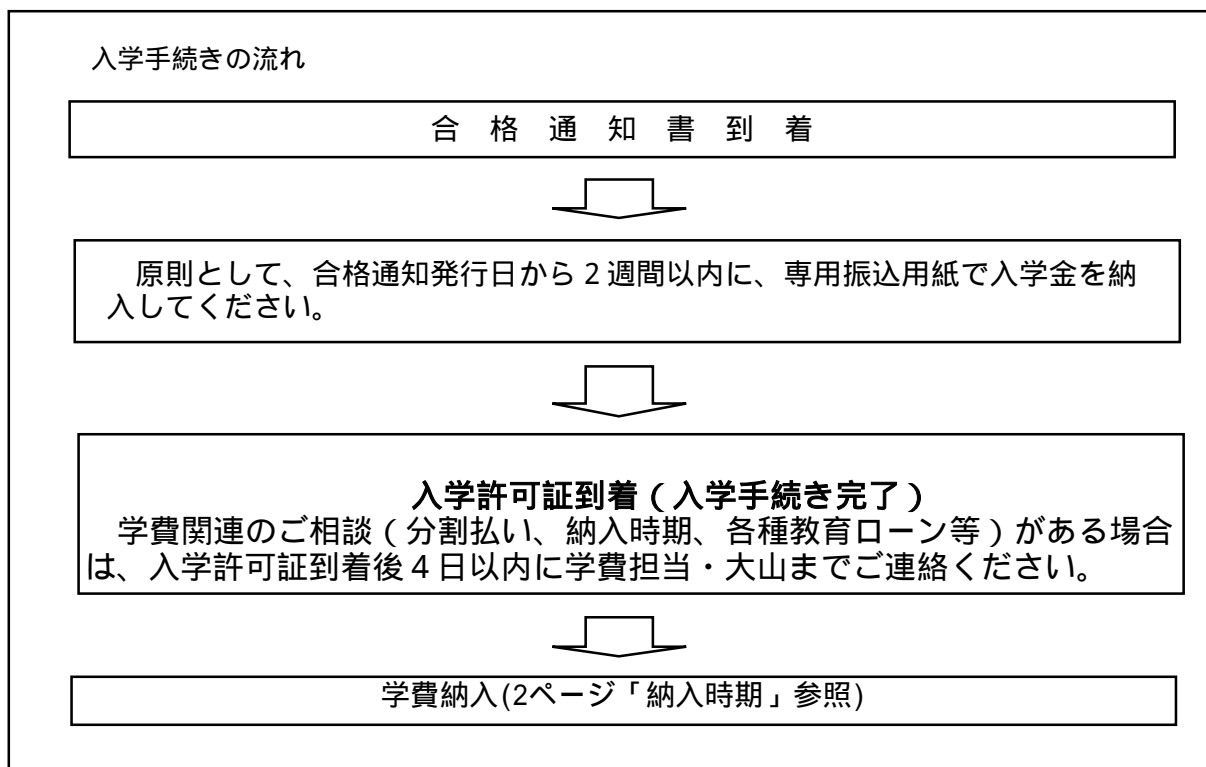 入学手続きの流れ
合 格 通 知 書 到 着
原則として、合格通知発行日から2週間以内に、専用振込用紙で入学金を納
入してください。
入学許可証到着(入学手続き完了)
学費関連のご相談(分割払い、納入時期、各種教育ローン等)がある場合
は、入学許可証到着後4日以内に学費担当・大山までご連絡ください。
学費納入(2ページ「納入時期」参照)